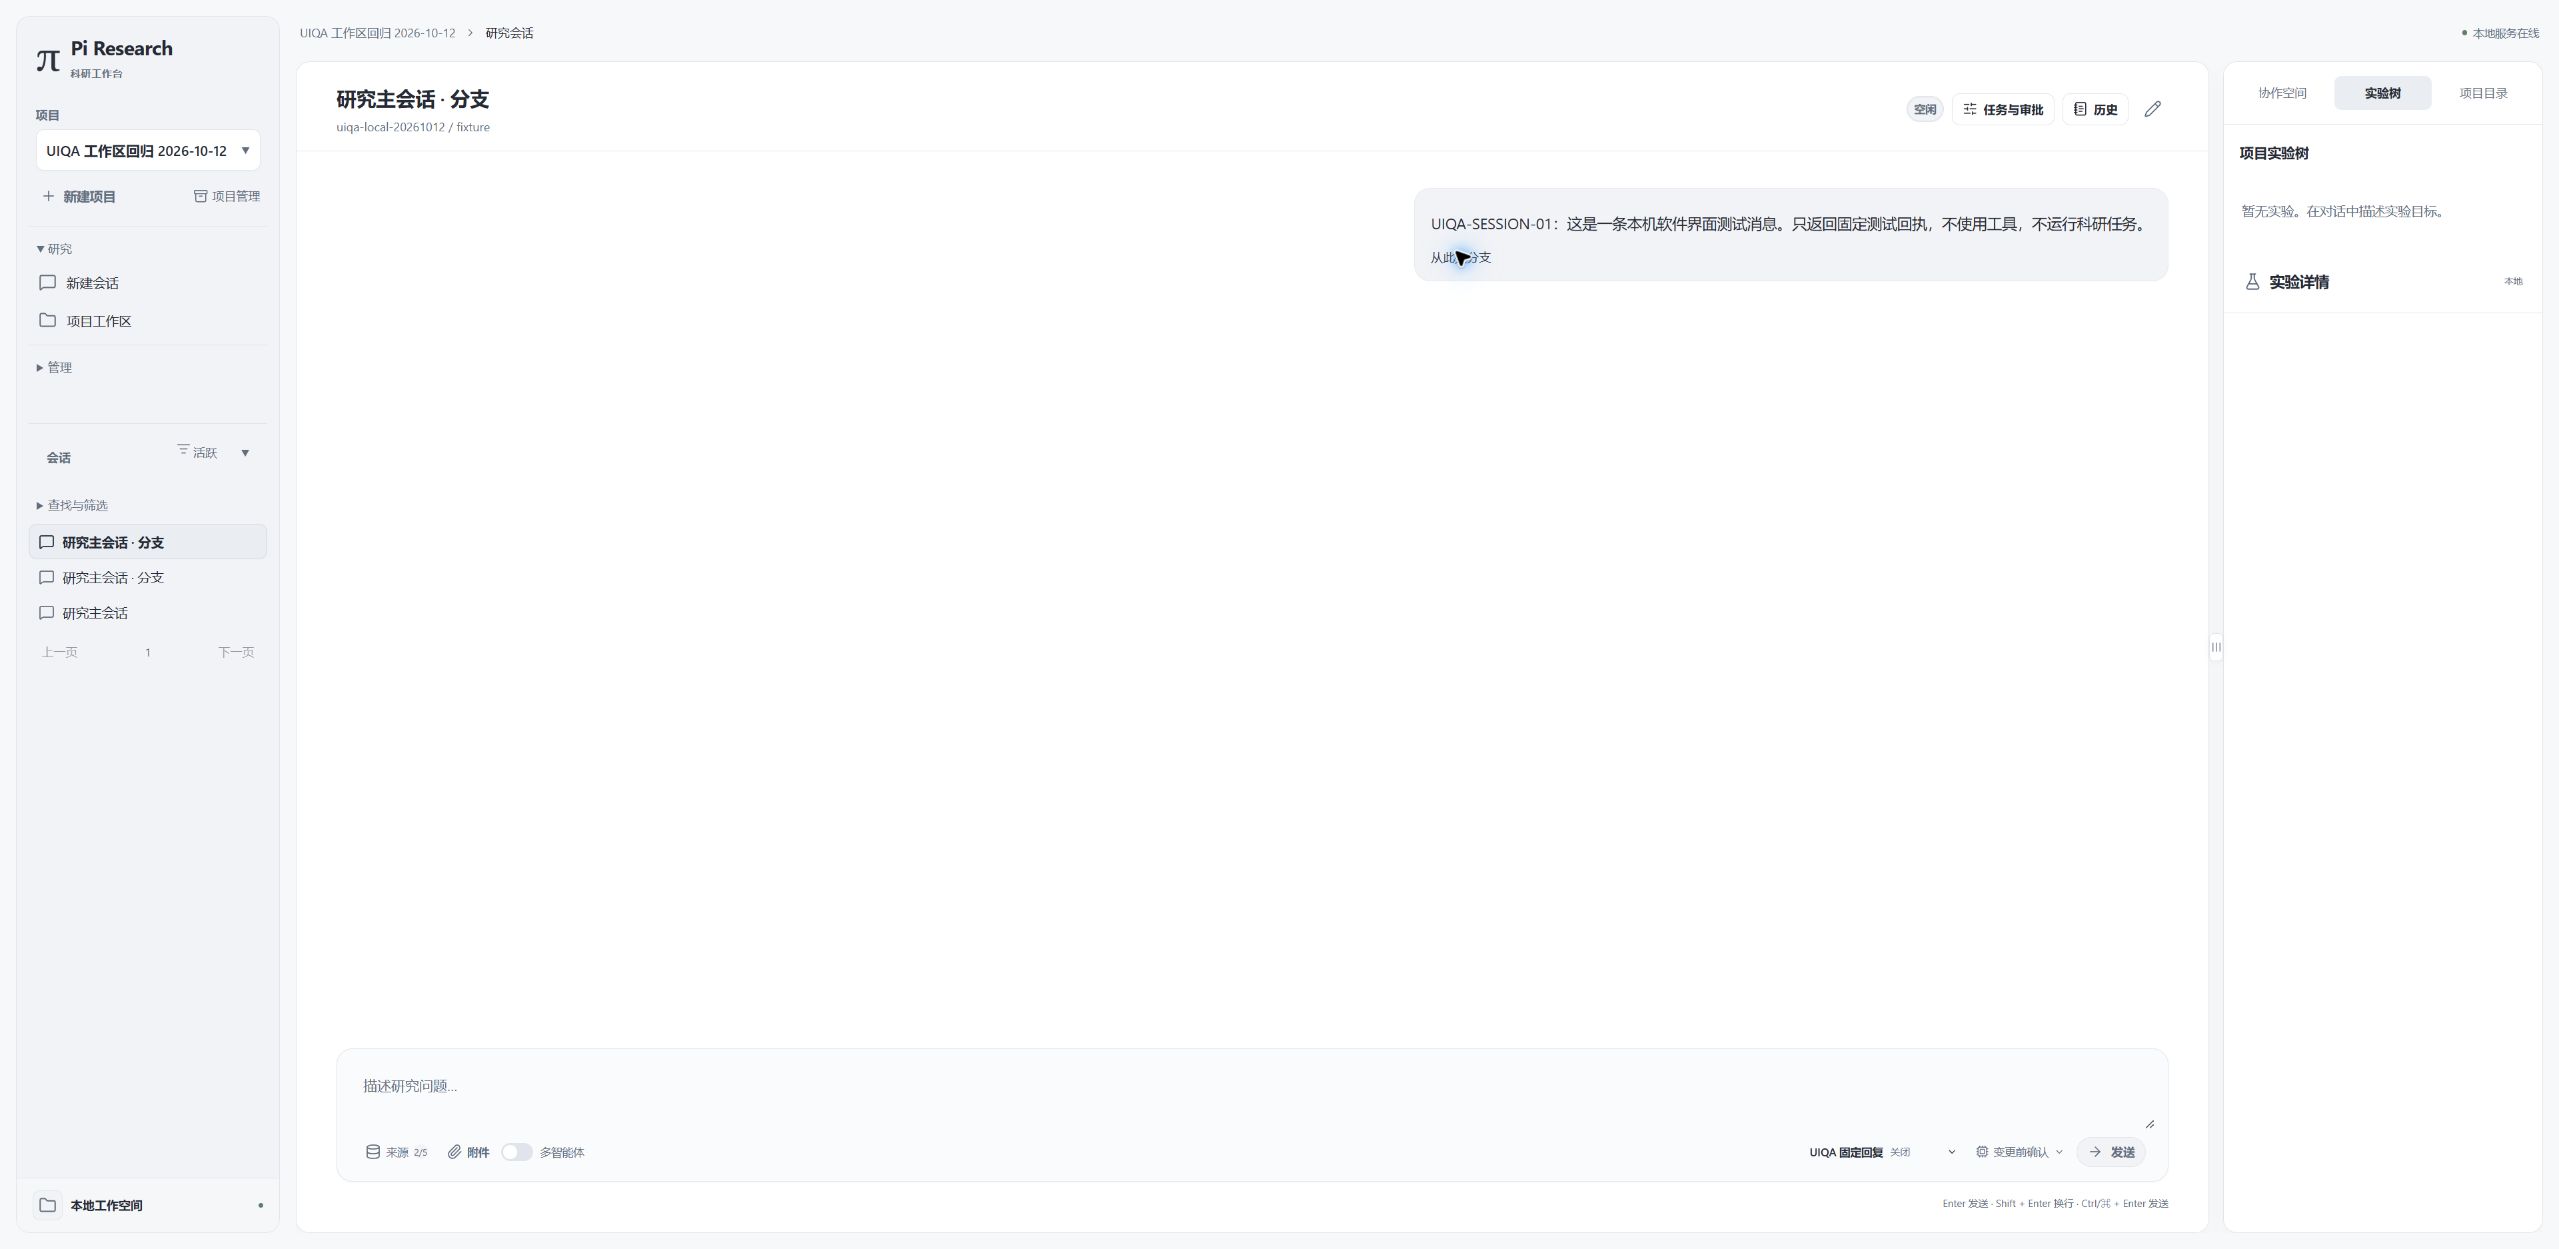 π
Pi Research
科研工作台
项目
UIQA 工作区回归 2026-10-12
新建项目
项目管理
研究
新建会话
项目工作区
管理
会话
活跃
查找与筛选
研究主会话 · 分支
研究主会话 · 分支
研究主会话
上一页 1 下一页
本地工作空间
UIQA 工作区回归 2026-10-12 > 研究会话
本地服务在线
研究主会话 · 分支
uiqa-local-20261012 / fixture
空闲
任务与审批
历史
UIQA-SESSION-01：这是一条本机软件界面测试消息。只返回固定测试回执，不使用工具，不运行科研任务。
从此 分支
描述研究问题...
来源 2/5
附件
多智能体
UIQA 固定回复 关闭
变更前确认
发送
Enter 发送 · Shift + Enter 换行 · Ctrl/⌘ + Enter 发送
协作空间
实验树
项目目录
项目实验树
暂无实验。在对话中描述实验目标。
实验详情
本地